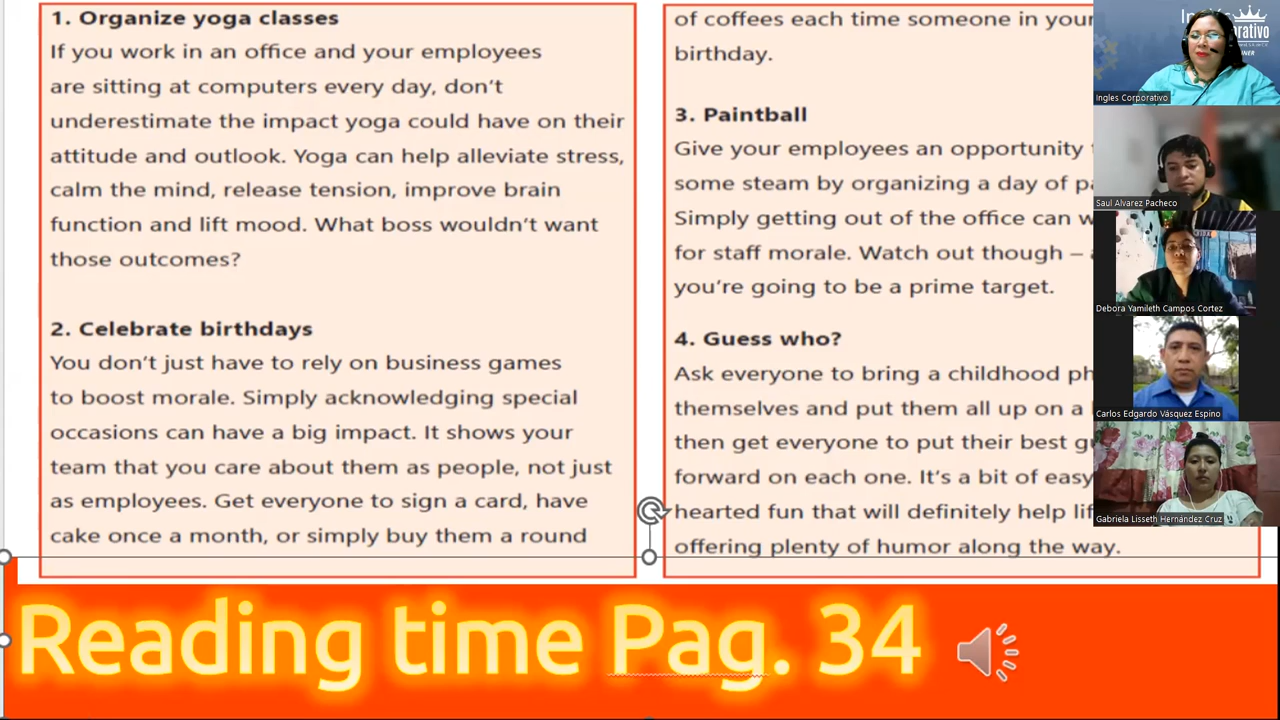 1. Organize yoga classes
If you work in an office and your employees
are sitting at computers every day, don't
underestimate the impact yoga could have on their
attitude and outlook. Yoga can help alleviate stress,
calm the mind, release tension, improve brain
function and lift mood. What boss wouldn't want
those outcomes?
2. Celebrate birthdays
You don't just have to rely on business games
to boost morale. Simply acknowledging special
occasions can have a big impact. It shows your
team that you care about them as people, not just
as employees. Get everyone to sign a card, have
cake once a month, or simply buy them a round
of coffees each time someone in your
birthday.
3. Paintball
Give your employees an opportunity
some steam by organizing a day of
Simply getting out of the office can
for staff morale. Watch out though –
you're going to be a prime target.
4. Guess who?
Ask everyone to bring a childhood
themselves and put them all up on a
then get everyone to put their best
forward on each one. It's a bit of easy
hearted fun that will definitely help
offering plenty of humor along the way.
Reading time Pag. 34
Ingles Corporativo
Saul Alvarez Pacheco
Debora Yamileth Campos Cortez
Carlos Edgardo Vásquez Espino
Gabriela Lisseth Hernández Cruz